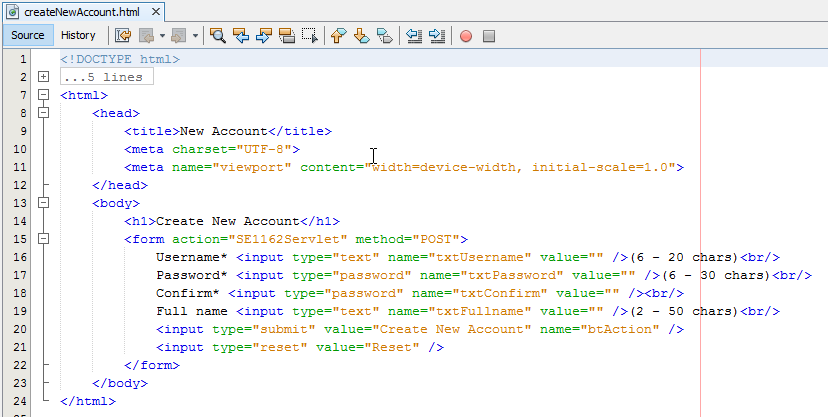 createNewAccount.html
Source History
1 <!DOCTYPE html>
2 ...5 lines
7 <html>
8 <head>
9 <title>New Account</title>
10 <meta charset="UTF-8">
11 <meta name="viewport" content="width=device-width, initial-scale=1.0">
12 </head>
13 <body>
14 <h1>Create New Account</h1>
15 <form action="SE1162Servlet" method="POST">
16 Username* <input type="text" name="txtUsername" value="" />(6 - 20 chars)<br/>
17 Password* <input type="password" name="txtPassword" value="" />(6 - 30 chars)<br/>
18 Confirm* <input type="password" name="txtConfirm" value="" /><br/>
19 Full name <input type="text" name="txtFullname" value="" />(2 - 50 chars)<br/>
20 <input type="submit" value="Create New Account" name="btAction" />
21 <input type="reset" value="Reset" />
22 </form>
23 </body>
24 </html>